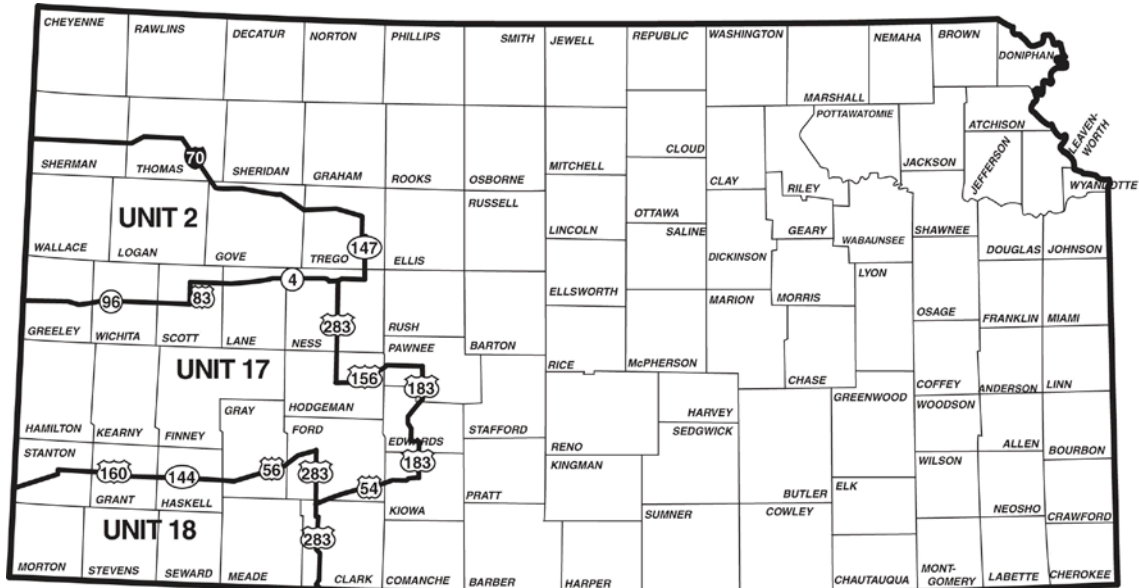 CHEYENNE
RAWLINS
DECATUR
NORTON
PHILLIPS
SMITH
JEWELL
REPUBLIC
WASHINGTON
MARSHALL
NEMAHA
BROWN
DONIPHAN
SHERMAN
THOMAS
70
SHERIDAN
GRAHAM
ROOKS
OSBORNE
MITCHELL
CLOUD
CLAY
RILEY
POTTAWATOMIE
JACKSON
ATCHISON
JEFFERSON
LEAVEN-
WORTH
WYANDOTTE
UNIT 2
WALLACE
LOGAN
GOVE
TREGO
147
ELLIS
RUSSELL
LINCOLN
OTTAWA
SALINE
DICKINSON
GEARY
WABAUNSEE
SHAWNEE
DOUGLAS
JOHNSON
96
83
4
283
GREELEY
WICHITA
SCOTT
LANE
NESS
RUSH
BARTON
ELLSWORTH
RICE
McPHERSON
MARION
MORRIS
LYON
CHASE
OSAGE
FRANKLIN
MIAMI
UNIT 17
156
PAWNEE
183
HAMILTON
KEARNY
FINNEY
GRAY
HODGEMAN
FORD
EDWARDS
STAFFORD
RENO
HARVEY
SEDGWICK
GREENWOOD
COFFEY
ANDERSON
LINN
WOODSON
ALLEN
BOURBON
STANTON
160
GRANT
144
HASKELL
56
283
54
183
KIOWA
PRATT
KINGMAN
BUTLER
ELK
WILSON
NEOSHO
CRAWFORD
UNIT 18
283
MORTON
STEVENS
SEWARD
MEADE
CLARK
COMANCHE
BARBER
HARPER
SUMNER
COWLEY
CHAUTAUQUA
MONT-
GOMERY
LABETTE
CHEROKEE